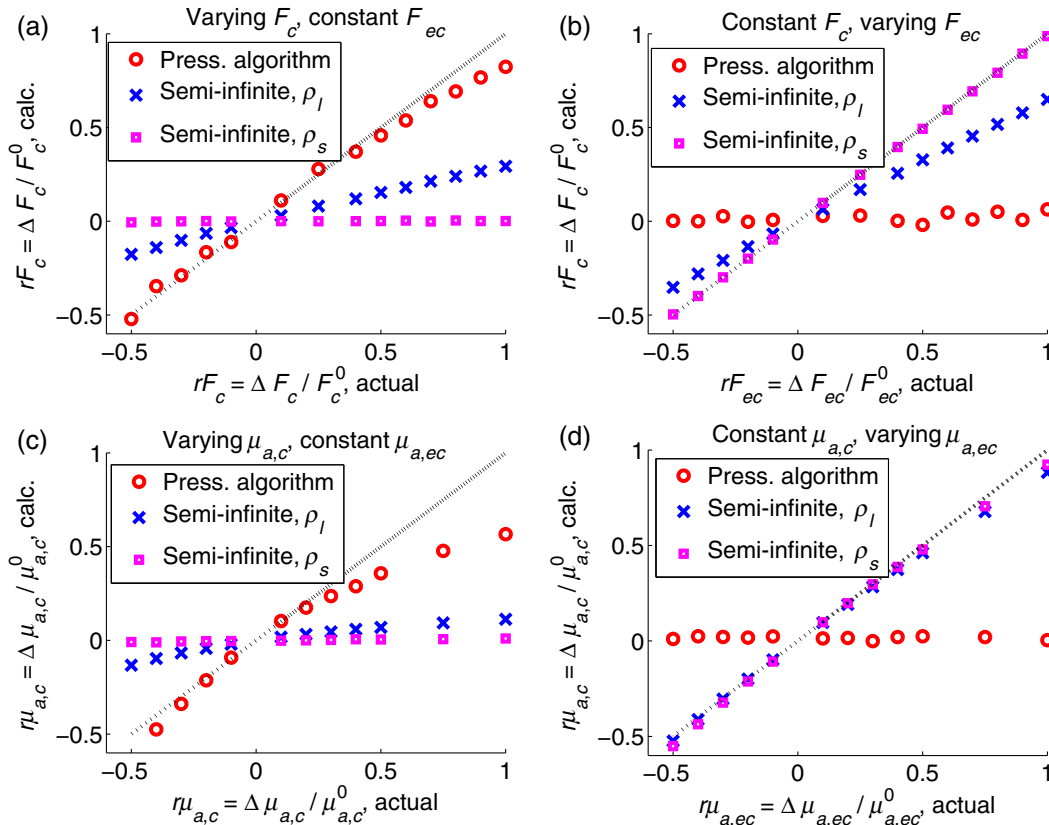 (a)
Varying F_c, constant F_ec
Press. algorithm
Semi-infinite, ρ_l
Semi-infinite, ρ_s
rF_c = Δ F_c / F_c^0, calc.
1
0.5
0
−0.5
−0.5 0 0.5 1
rF_c = Δ F_c / F_c^0, actual
(b)
Constant F_c, varying F_ec
Press. algorithm
Semi-infinite, ρ_l
Semi-infinite, ρ_s
rF_c = Δ F_c / F_c^0, calc.
1
0.5
0
−0.5
−0.5 0 0.5 1
rF_ec = Δ F_ec / F_ec^0, actual
(c)
Varying μ_a,c, constant μ_a,ec
Press. algorithm
Semi-infinite, ρ_l
Semi-infinite, ρ_s
rμ_a,c = Δ μ_a,c / μ_a,c^0, calc.
1
0.5
0
−0.5
−0.5 0 0.5 1
rμ_a,c = Δ μ_a,c / μ_a,c^0, actual
(d)
Constant μ_a,c, varying μ_a,ec
Press. algorithm
Semi-infinite, ρ_l
Semi-infinite, ρ_s
rμ_a,c = Δ μ_a,c / μ_a,c^0, calc.
1
0.5
0
−0.5
−0.5 0 0.5 1
rμ_a,ec = Δ μ_a,ec / μ_a,ec^0, actual